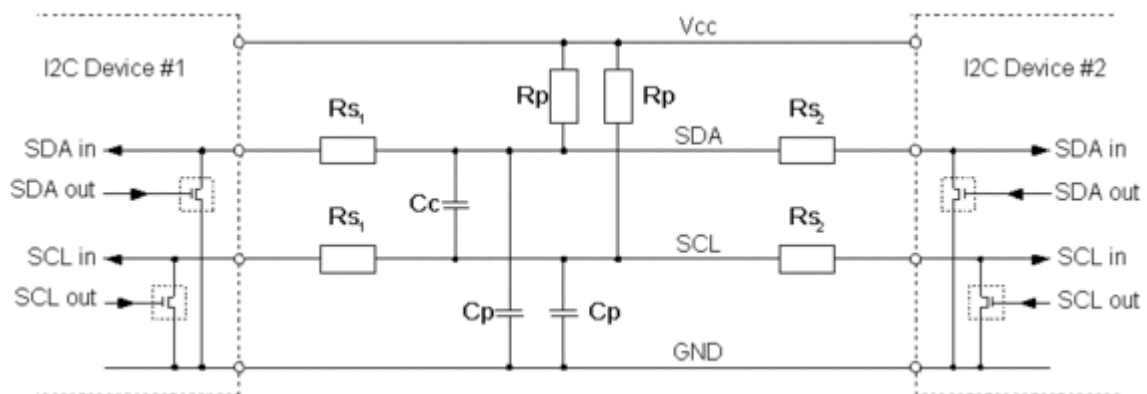 Vcc
I2C Device #1
I2C Device #2
Rp
Rp
Rs₁
SDA
Rs₂
SDA in
SDA in
SDA out
SDA out
Cc
Rs₁
Rs₂
SCL in
SCL
SCL in
SCL out
SCL out
Cp
Cp
GND